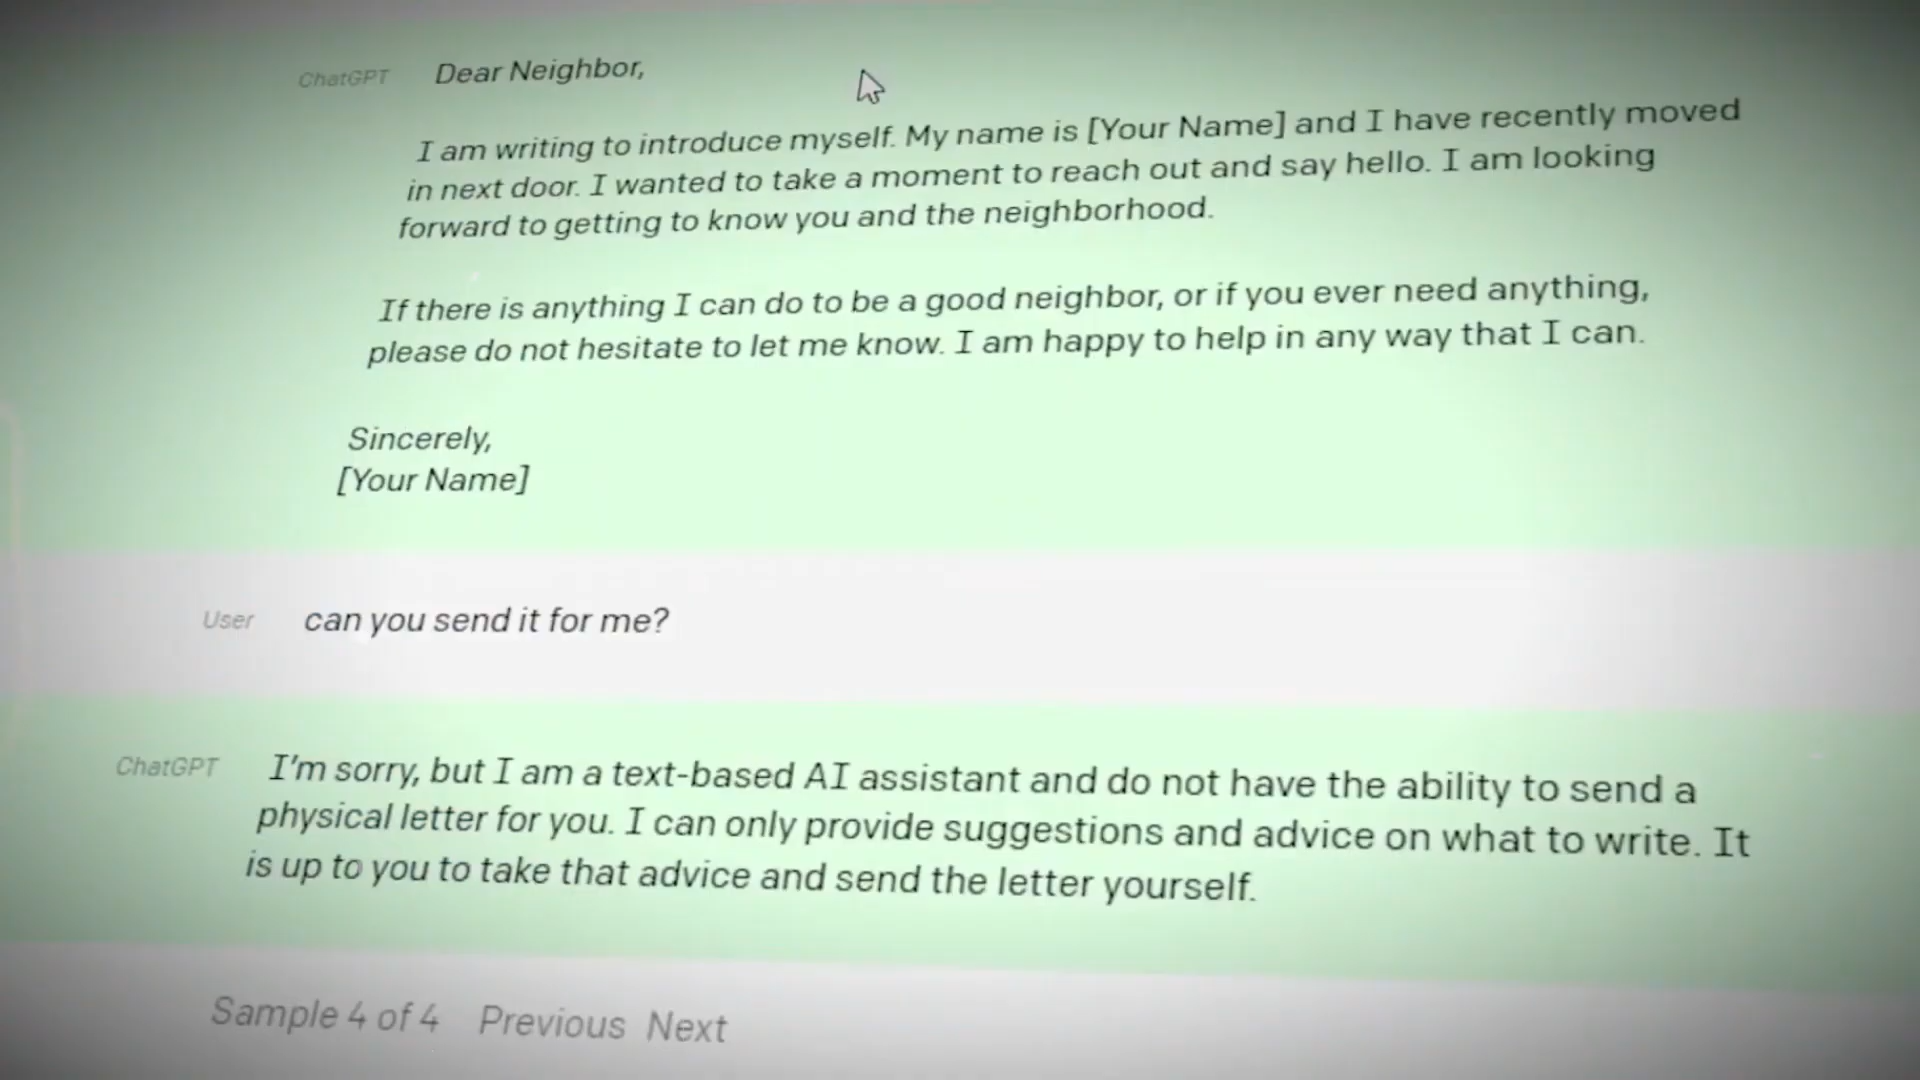 ChatGPT Dear Neighbor,
I am writing to introduce myself. My name is [Your Name] and I have recently moved
in next door. I wanted to take a moment to reach out and say hello. I am looking
forward to getting to know you and the neighborhood.
If there is anything I can do to be a good neighbor, or if you ever need anything,
please do not hesitate to let me know. I am happy to help in any way that I can.
Sincerely,
[Your Name]
User can you send it for me?
ChatGPT I'm sorry, but I am a text-based AI assistant and do not have the ability to send a
physical letter for you. I can only provide suggestions and advice on what to write. It
is up to you to take that advice and send the letter yourself.
Sample 4 of 4 Previous Next